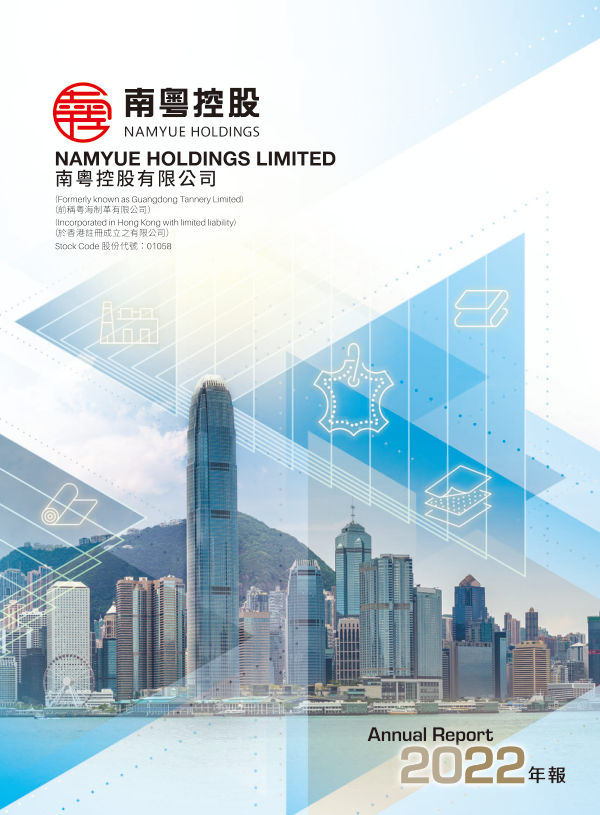 南粵控股
NAMYUE HOLDINGS
NAMYUE HOLDINGS LIMITED
南粵控股有限公司
(Formerly known as Guangdong Tannery Limited)
(前稱粵海制革有限公司)
(Incorporated in Hong Kong with limited liability)
(於香港註冊成立之有限公司)
Stock Code 股份代號：01058
Annual Report
2022年報